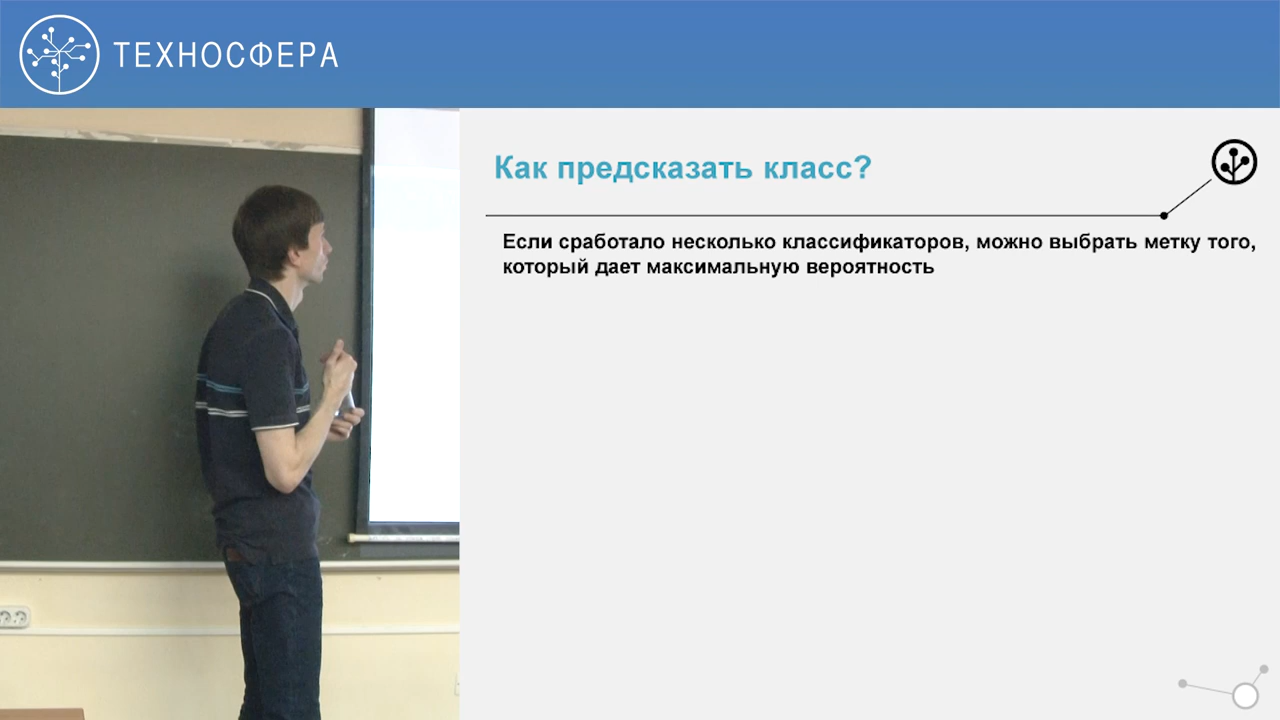 ТЕХНОСФЕРА
Как предсказать класс?
Если сработало несколько классификаторов, можно выбрать метку того,
который дает максимальную вероятность